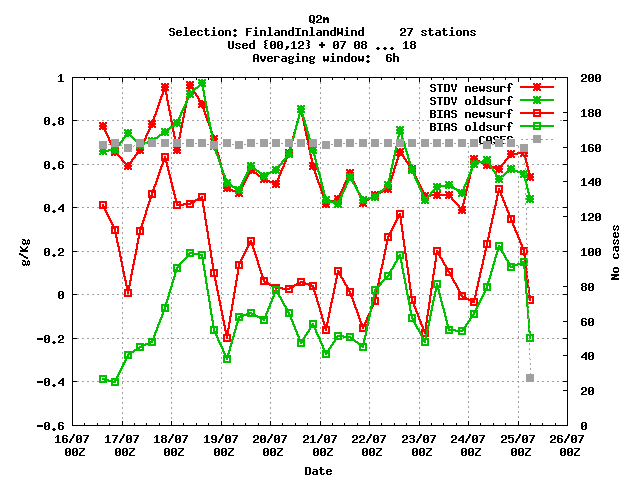 Q2m
Selection: FinlandInlandWind 27 stations
Used {00,12} + 07 08 ... 18
Averaging window: 6h
STDV newsurf
STDV oldsurf
BIAS newsurf
BIAS oldsurf
cases
1
0.8
0.6
0.4
0.2
0
-0.2
-0.4
-0.6
g/Kg
200
180
160
140
120
100
80
60
40
20
0
No cases
16/07 17/07 18/07 19/07 20/07 21/07 22/07 23/07 24/07 25/07 26/07
00Z 00Z 00Z 00Z 00Z 00Z 00Z 00Z 00Z 00Z 00Z
Date